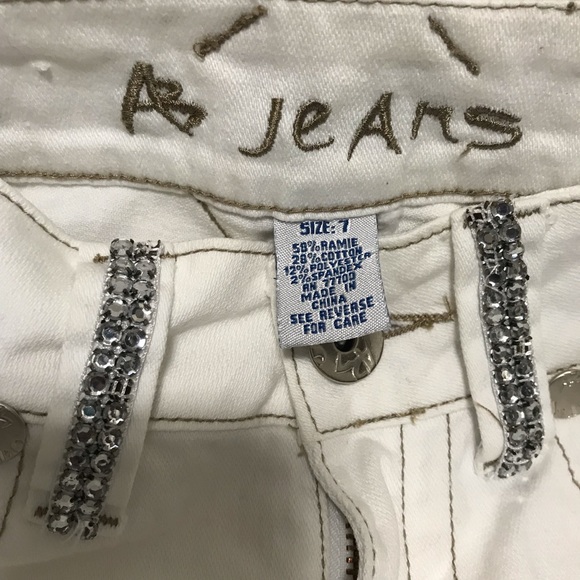 AB JeAns
SIZE: 7
58% RAMIE
28% COTTON
12% POLYESTER
2% SPANDEX
RN 77700
MADE IN
CHINA
SEE REVERSE
FOR CARE